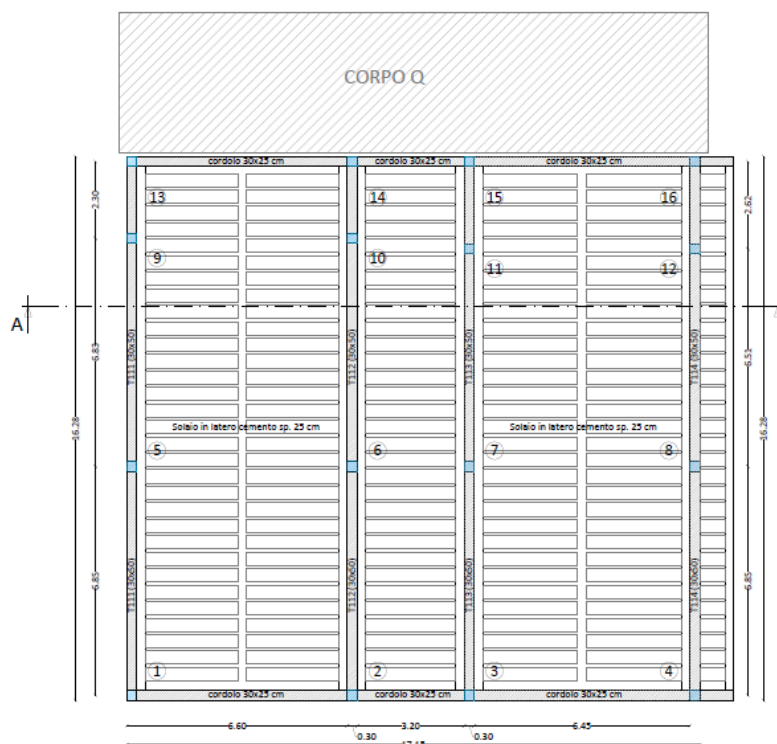 CORPO Q
cordolo 30x25 cm
cordolo 30x25 cm
cordolo 30x25 cm
13
14
15
16
2.30
2.62
9
10
11
12
A
T111 (30x50)
T112 (30x50)
T113 (30x50)
T114 (30x50)
6.83
6.51
16.28
16.28
Solaio in latero cemento sp. 25 cm
Solaio in latero cemento sp. 25 cm
5
6
7
8
T111 (30x50)
T112 (30x50)
T113 (30x50)
T114 (30x50)
6.85
6.85
1
2
3
4
cordolo 30x25 cm
cordolo 30x25 cm
cordolo 30x25 cm
6.60
3.20
6.45
0.30
0.30